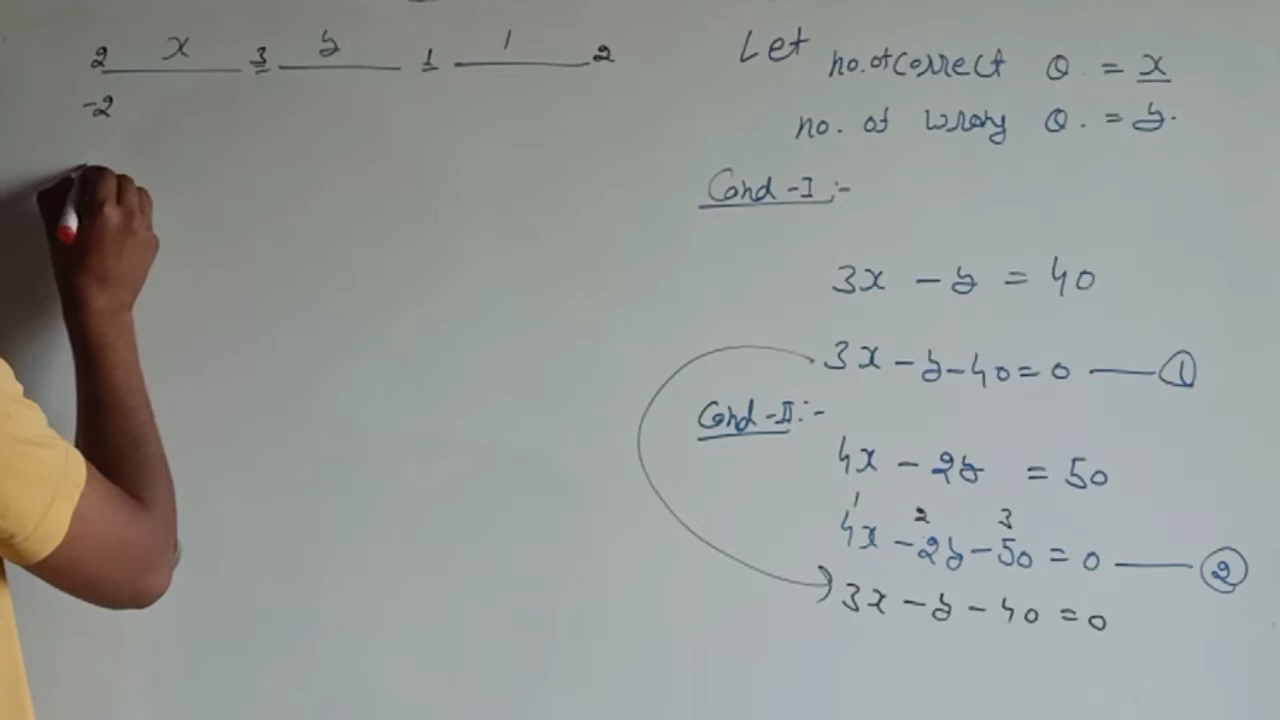 x y 1
2 3 1 2
-2
Let no. of correct Q = x
no. of wrong Q. = y.
Cond-I :-
3x - y = 40
3x - y - 40 = 0 — 1
Cond-II :-
4x - 2y = 50
1 2 3
4x - 2y - 50 = 0 — 2
3x - y - 40 = 0